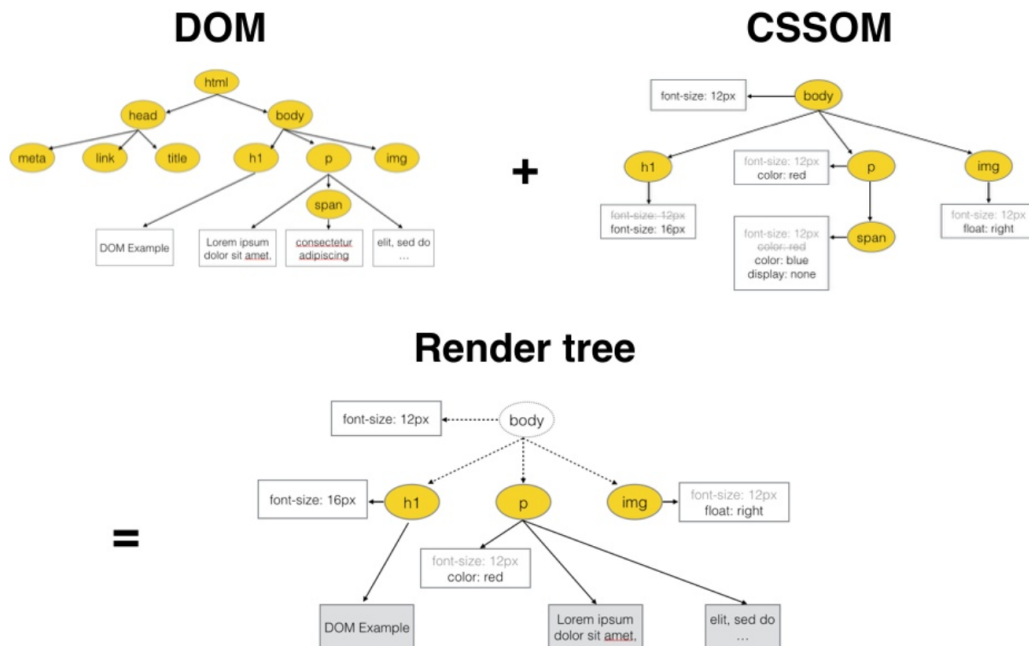 DOM
CSSOM
html
head
body
meta
link
title
h1
p
img
span
DOM Example
Lorem ipsum
dolor sit amet,
consectetur
adipiscing
elit, sed do
...
+
font-size: 12px
body
h1
font-size: 12px
font-size: 16px
font-size: 12px
color: red
p
img
font-size: 12px
float: right
font-size: 12px
color: red
color: blue
display: none
span
Render tree
=
font-size: 12px
body
font-size: 16px
h1
p
img
font-size: 12px
float: right
font-size: 12px
color: red
DOM Example
Lorem ipsum
dolor sit amet,
elit, sed do
...